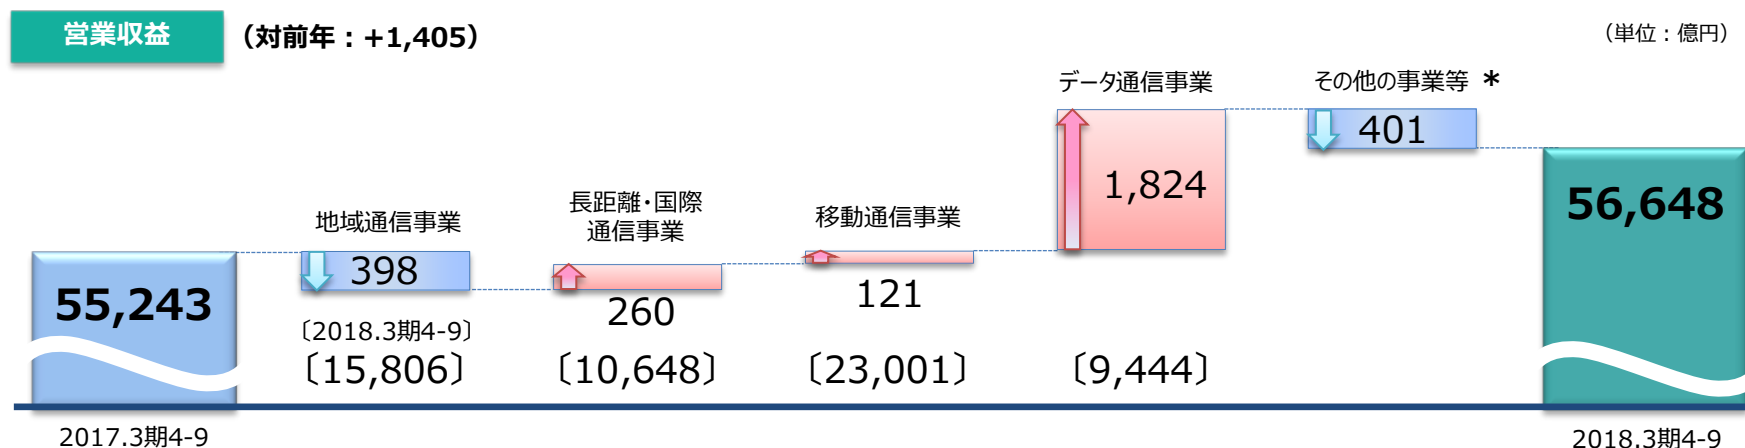 営業収益
（対前年：+1,405）
（単位：億円）
データ通信事業
その他の事業等 *
401
1,824
長距離・国際
通信事業
地域通信事業
移動通信事業
56,648
398
55,243
260
121
〔2018.3期4-9〕
〔15,806〕
〔10,648〕
〔23,001〕
〔9,444〕
2017.3期4-9
2018.3期4-9